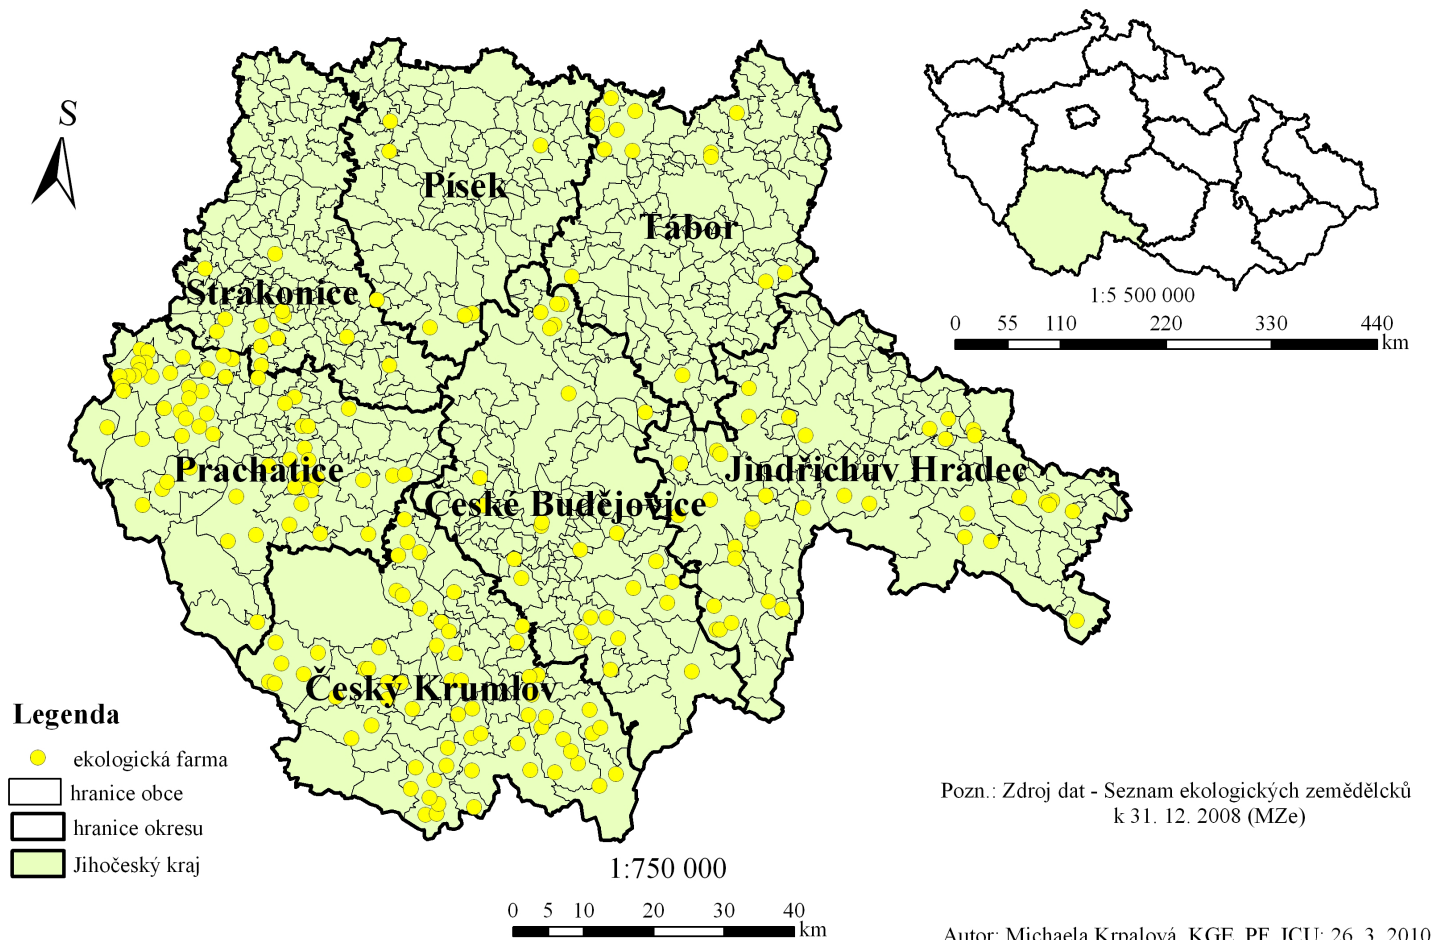 S
Písek
Tábor
Strakonice
Prachatice
Jindřichův Hradec
České Budějovice
Český Krumlov
1:5 500 000
0 55 110 220 330 440
km
Legenda
ekologická farma
hranice obce
hranice okresu
Jihočeský kraj
Pozn.: Zdroj dat - Seznam ekologických zemědělcků
k 31. 12. 2008 (MZe)
1:750 000
0 5 10 20 30 40
km
Autor: Michaela Krpalová, KGE, PF JCU; 26. 3. 2010